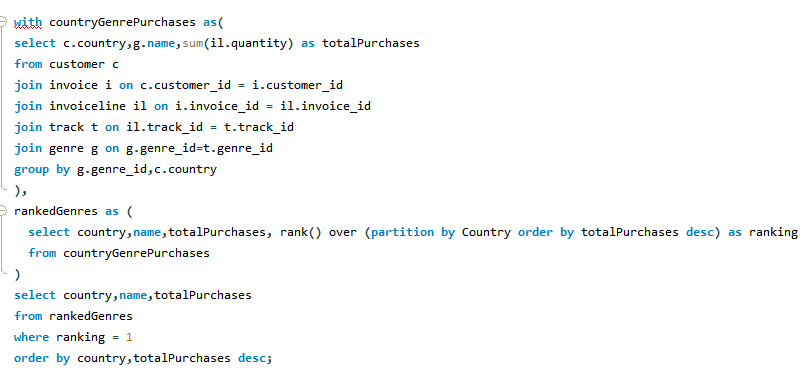 with countryGenrePurchases as(
select c.country,g.name,sum(il.quantity) as totalPurchases
from customer c
join invoice i on c.customer_id = i.customer_id
join invoiceline il on i.invoice_id = il.invoice_id
join track t on il.track_id = t.track_id
join genre g on g.genre_id=t.genre_id
group by g.genre_id,c.country
),
rankedGenres as (
select country,name,totalPurchases, rank() over (partition by Country order by totalPurchases desc) as ranking
from countryGenrePurchases
)
select country,name,totalPurchases
from rankedGenres
where ranking = 1
order by country,totalPurchases desc;